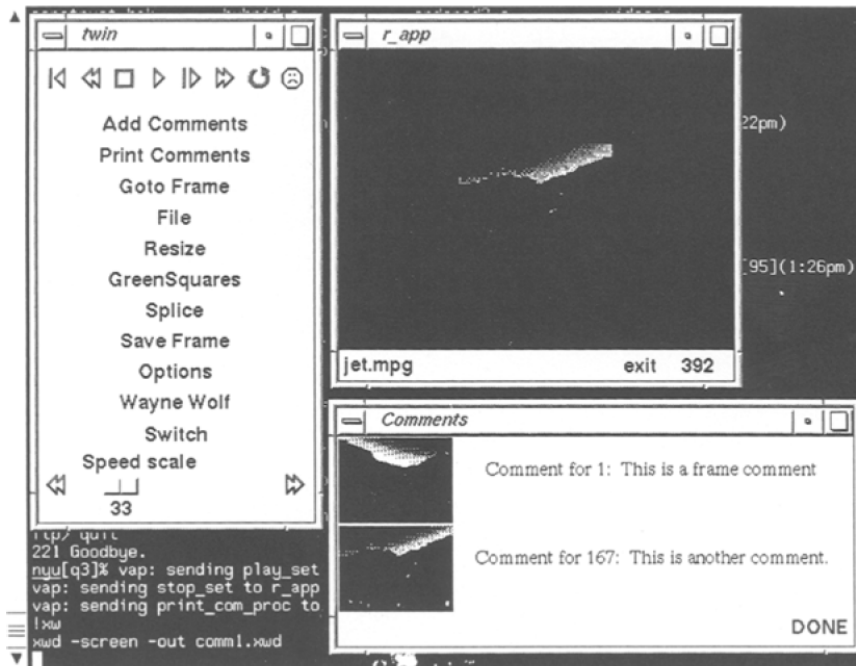 twin
Add Comments
Print Comments
Goto Frame
File
Resize
GreenSquares
Splice
Save Frame
Options
Wayne Wolf
Switch
Speed scale
33
r_app
22pm)
[95](1:26pm)
jet.mpg exit 392
Comments
Comment for 1: This is a frame comment
Comment for 167: This is another comment.
DONE
221 Goodbye.
nyu[q3]% vap: sending play_set
vap: sending stop_set to r_app
vap: sending print_com_proc to
!xw
xwd -screen -out comm1.xwd